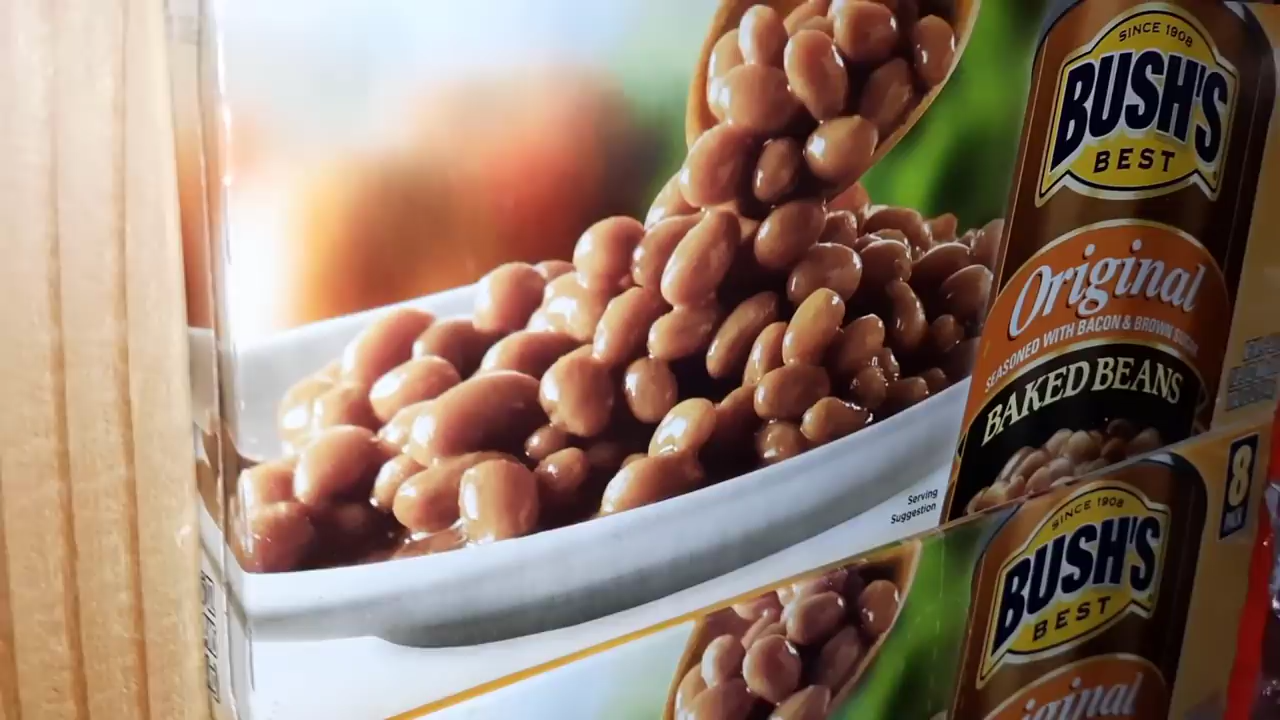 SINCE 1908
BUSH'S
BEST
Original
SEASONED WITH BACON & BROWN SUGAR
BAKED BEANS
Serving
Suggestion
8
PACK
SINCE 1908
BUSH'S
BEST